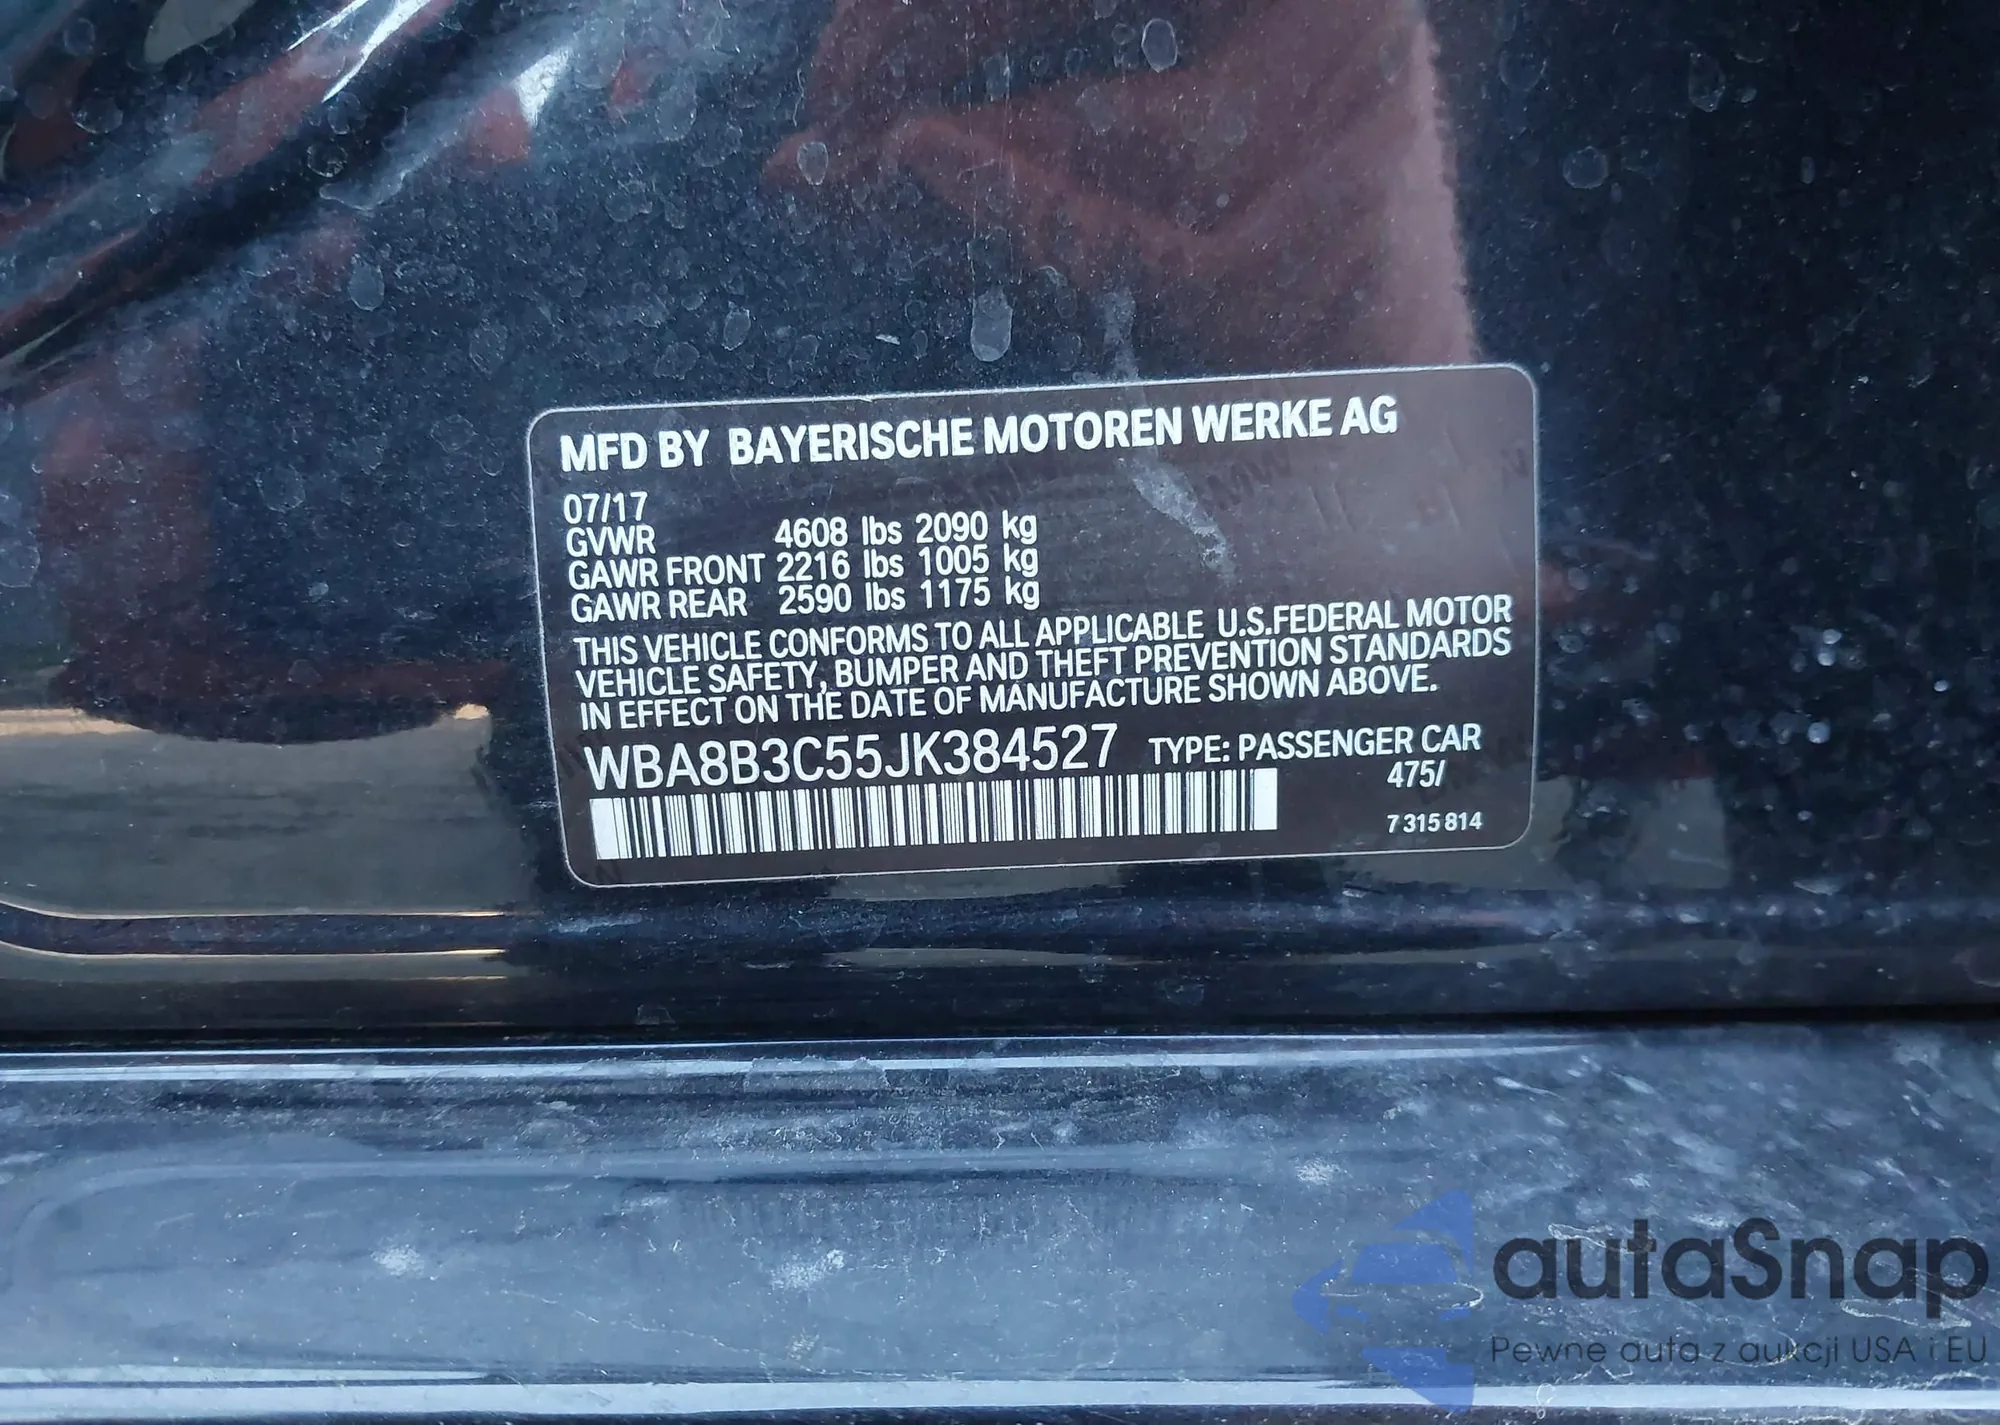 MFD BY BAYERISCHE MOTOREN WERKE AG
07/17
GVWR 4608 lbs 2090 kg
GAWR FRONT 2216 lbs 1005 kg
GAWR REAR 2590 lbs 1175 kg
THIS VEHICLE CONFORMS TO ALL APPLICABLE U.S.FEDERAL MOTOR
VEHICLE SAFETY, BUMPER AND THEFT PREVENTION STANDARDS
IN EFFECT ON THE DATE OF MANUFACTURE SHOWN ABOVE.
WBA8B3C55JK384527 TYPE: PASSENGER CAR
475/
7 315 814
autaSnap
Pewne auta z aukcji USA i EU